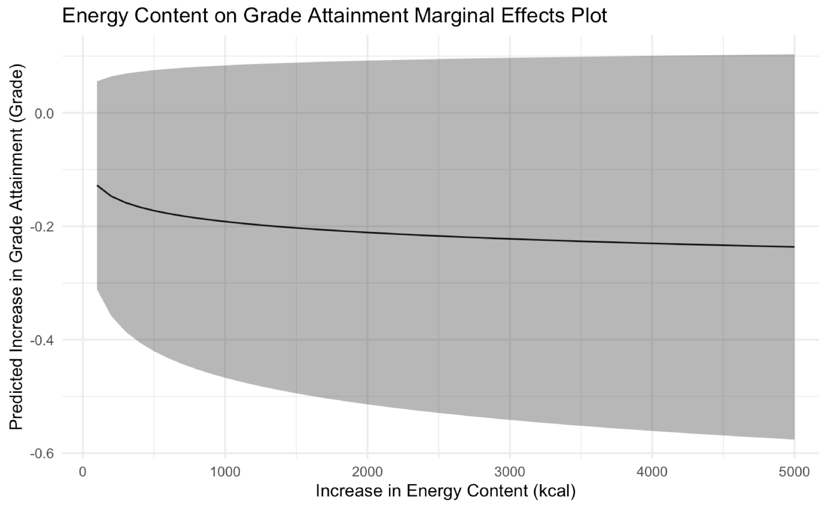 Energy Content on Grade Attainment Marginal Effects Plot
Predicted Increase in Grade Attainment (Grade)
0.0
-0.2
-0.4
-0.6
0 1000 2000 3000 4000 5000
Increase in Energy Content (kcal)